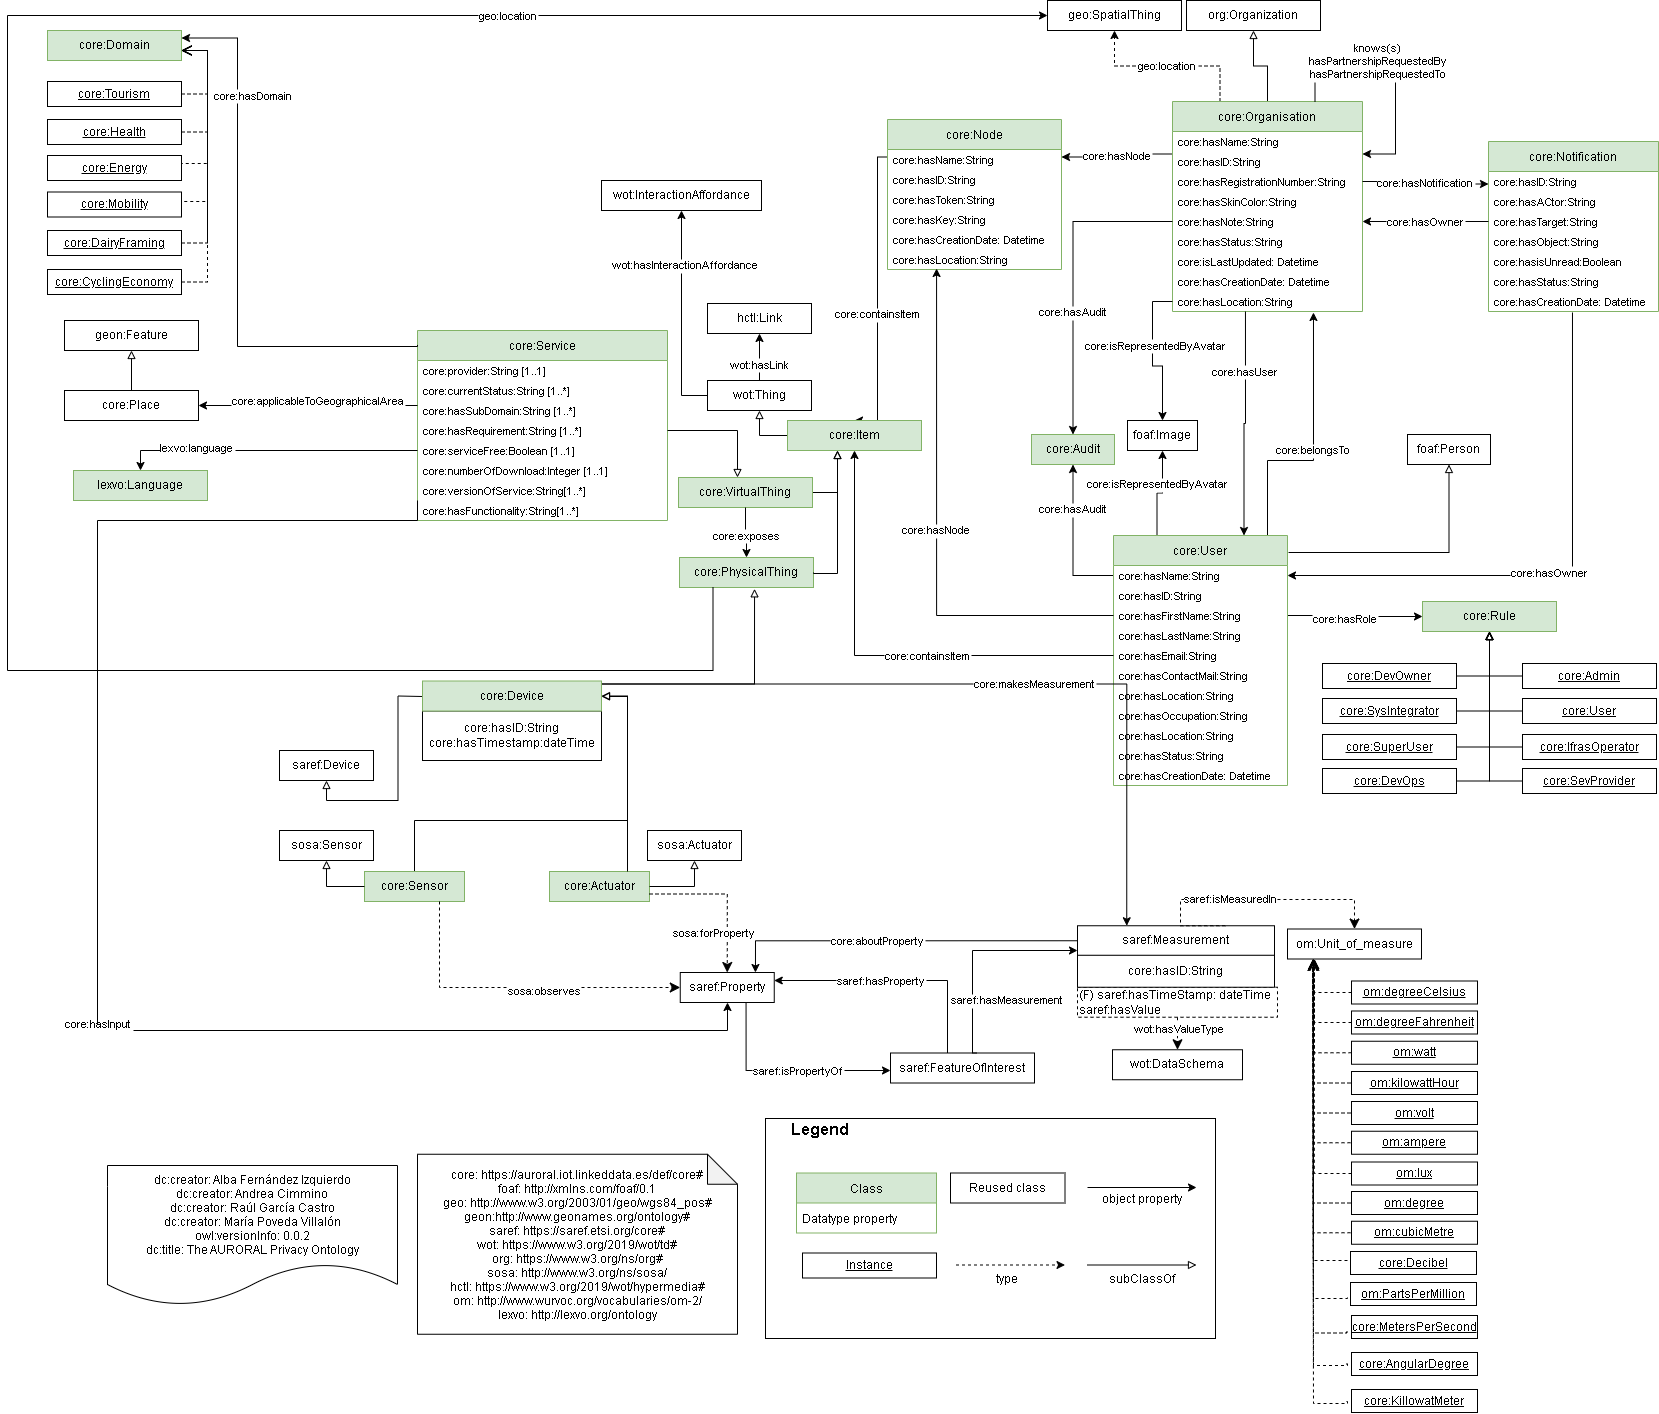 geo:location
geo:SpatialThing
org:Organization
core:Domain
core:Tourism
core:Health
core:Energy
core:Mobility
core:DairyFraming
core:CyclingEconomy
core:hasDomain
geo:location
knows(s)
hasPartnershipRequestedBy
hasPartnershipRequestedTo
core:Node
core:hasName:String
core:hasID:String
core:hasToken:String
core:hasKey:String
core:hasCreationDate: Datetime
core:hasLocation:String
core:hasNode
core:Organisation
core:hasName:String
core:hasID:String
core:hasRegistrationNumber:String
core:hasSkinColor:String
core:hasNote:String
core:hasStatus:String
core:isLastUpdated: Datetime
core:hasCreationDate: Datetime
core:hasLocation:String
core:hasNotification
core:hasOwner
core:Notification
core:hasID:String
core:hasACtor:String
core:hasTarget:String
core:hasObject:String
core:hasisUnread:Boolean
core:hasStatus:String
core:hasCreationDate: Datetime
wot:InteractionAffordance
wot:hasInteractionAffordance
hctl:Link
wot:hasLink
wot:Thing
core:containsItem
core:Item
geon:Feature
core:Place
core:applicableToGeographicalArea
lexvo:language
lexvo:Language
core:Service
core:provider:String [1..1]
core:currentStatus:String [1..*]
core:hasSubDomain:String [1..*]
core:hasRequirement:String [1..*]
core:serviceFree:Boolean [1..1]
core:numberOfDownload:Integer [1..1]
core:versionOfService:String[1..*]
core:hasFunctionality:String[1..*]
core:VirtualThing
core:exposes
core:PhysicalThing
core:hasAudit
core:isRepresentedByAvatar
core:hasUser
foaf:Image
core:Audit
core:belongsTo
foaf:Person
core:isRepresentedByAvatar
core:hasAudit
core:hasNode
core:User
core:hasName:String
core:hasID:String
core:hasFirstName:String
core:hasLastName:String
core:hasEmail:String
core:hasContactMail:String
core:hasLocation:String
core:hasOccupation:String
core:hasLocation:String
core:hasStatus:String
core:hasCreationDate: Datetime
core:hasOwner
core:hasRole
core:Rule
core:DevOwner
core:Admin
core:SysIntegrator
core:User
core:SuperUser
core:IfrasOperator
core:DevOps
core:SevProvider
core:containsItem
core:makesMeasurement
core:Device
core:hasID:String
core:hasTimestamp:dateTime
saref:Device
sosa:Sensor
sosa:Actuator
core:Sensor
core:Actuator
sosa:forProperty
sosa:observes
core:hasInput
saref:Property
core:aboutProperty
saref:hasProperty
saref:hasMeasurement
saref:isPropertyOf
saref:FeatureOfInterest
saref:isMeasuredIn
saref:Measurement
core:hasID:String
(F) saref:hasTimeStamp: dateTime
saref:hasValue
wot:hasValueType
wot:DataSchema
om:Unit_of_measure
om:degreeCelsius
om:degreeFahrenheit
om:watt
om:kilowattHour
om:volt
om:ampere
om:lux
om:degree
om:cubicMetre
core:Decibel
om:PartsPerMillion
core:MetersPerSecond
core:AngularDegree
core:KillowatMeter
dc:creator: Alba Fernández Izquierdo
dc:creator: Andrea Cimmino
dc:creator: Raúl García Castro
dc:creator: María Poveda Villalón
owl:versionInfo: 0.0.2
dc:title: The AURORAL Privacy Ontology
core: https://auroral.iot.linkeddata.es/def/core#
foaf: http://xmlns.com/foaf/0.1
geo: http://www.w3.org/2003/01/geo/wgs84_pos#
geon:http://www.geonames.org/ontology#
saref: https://saref.etsi.org/core#
wot: https://www.w3.org/2019/wot/td#
org: https://www.w3.org/ns/org#
sosa: http://www.w3.org/ns/sosa/
hctl: https://www.w3.org/2019/wot/hypermedia#
om: http://www.wurvoc.org/vocabularies/om-2/
lexvo: http://lexvo.org/ontology
Legend
Class
Datatype property
Reused class
object property
Instance
type
subClassOf